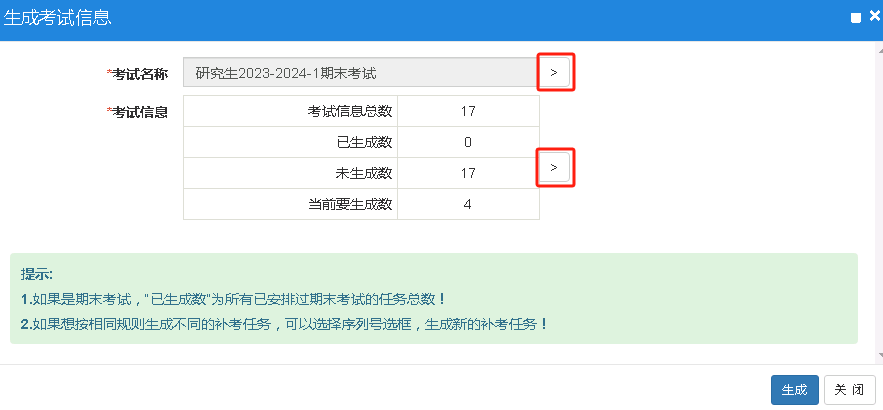 生成考试信息
*考试名称 研究生2023-2024-1期末考试 >
*考试信息 考试信息总数 17
已生成数 0
未生成数 17 >
当前要生成数 4
提示:
1.如果是期末考试，"已生成数"为所有已安排过期末考试的任务总数！
2.如果想按相同规则生成不同的补考任务，可以选择序列号选框，生成新的补考任务！
生成 关 闭